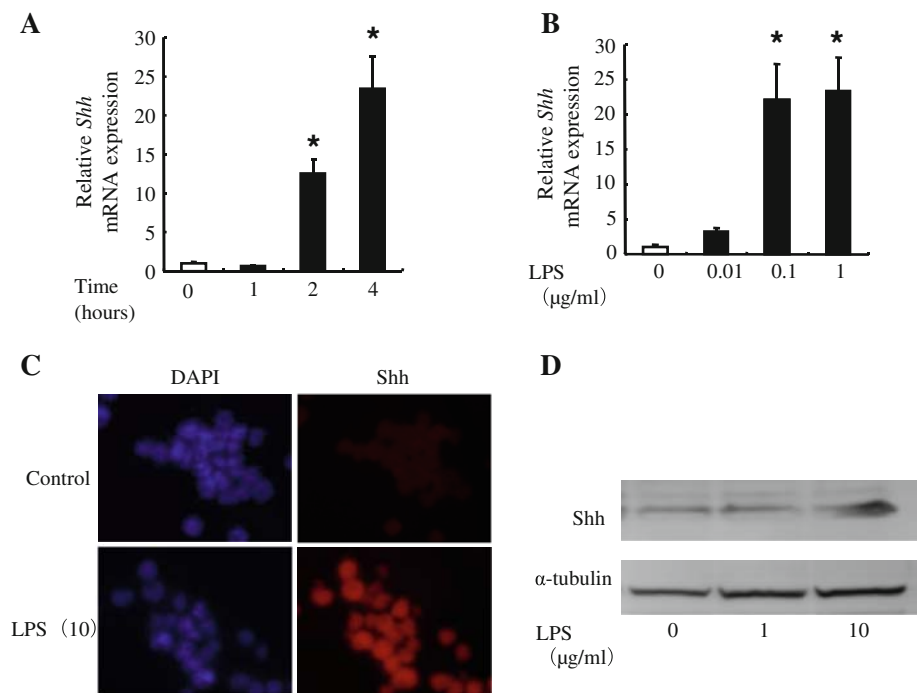 A
Relative Shh
mRNA expression
30
25
20
15
10
5
0
*
*
Time
(hours)
0 1 2 4
B
Relative Shh
mRNA expression
30
25
20
15
10
5
0
* *
LPS
(μg/ml)
0 0.01 0.1 1
C
DAPI Shh
Control
LPS (10)
D
Shh
α-tubulin
LPS
(μg/ml)
0 1 10